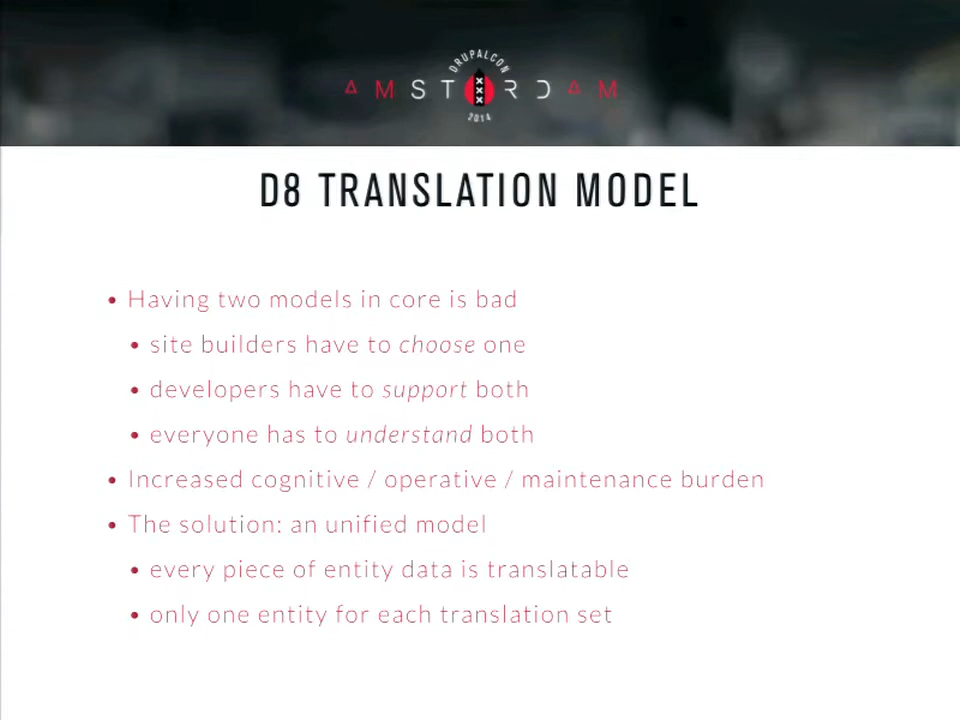 DRUPALCON
AMSTERDAM
2014
D8 TRANSLATION MODEL
• Having two models in core is bad
• site builders have to choose one
• developers have to support both
• everyone has to understand both
• Increased cognitive / operative / maintenance burden
• The solution: an unified model
• every piece of entity data is translatable
• only one entity for each translation set